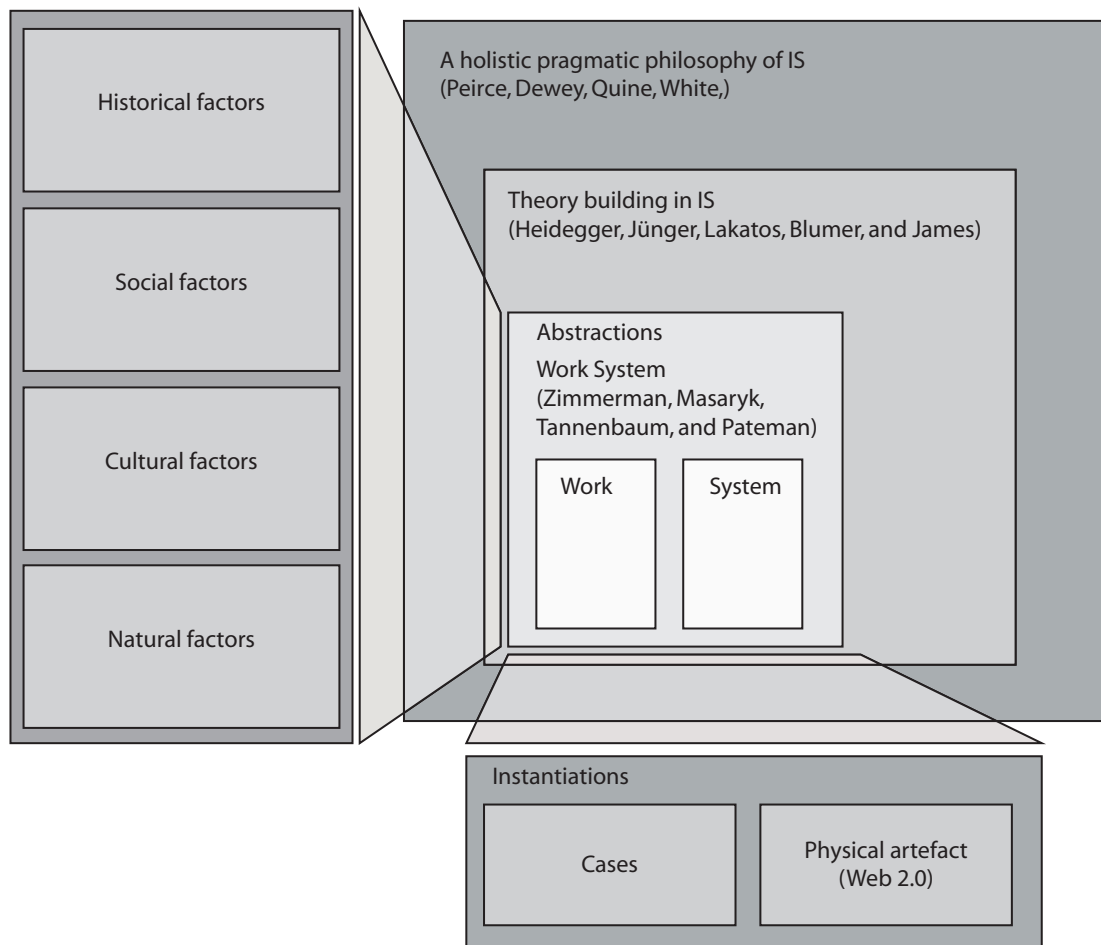 Historical factors
Social factors
Cultural factors
Natural factors
A holistic pragmatic philosophy of IS
(Peirce, Dewey, Quine, White,)
Theory building in IS
(Heidegger, Jünger, Lakatos, Blumer, and James)
Abstractions
Work System
(Zimmerman, Masaryk,
Tannenbaum, and Pateman)
Work
System
Instantiations
Cases
Physical artefact
(Web 2.0)